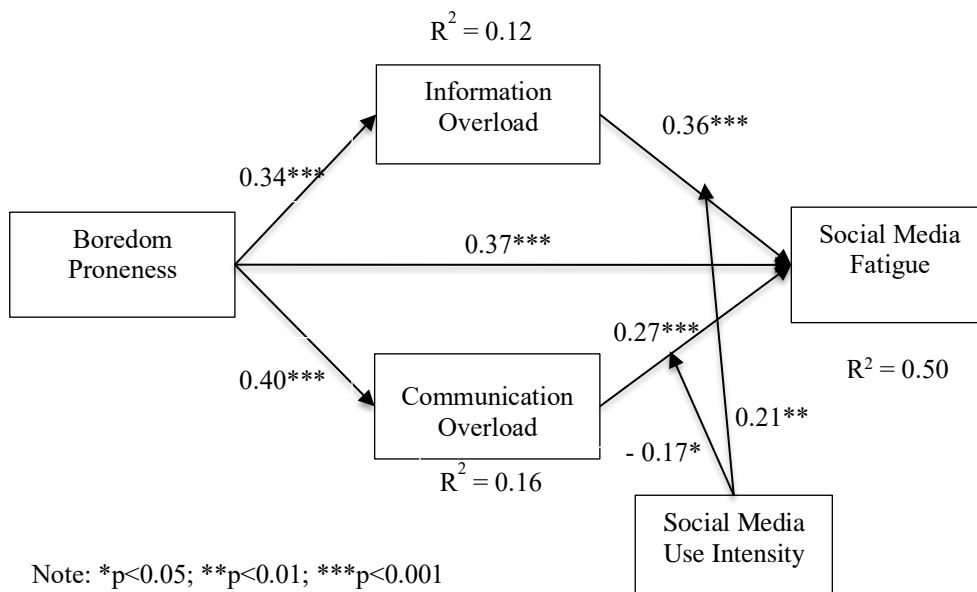 R2 = 0.12
Information
Overload
0.36***
0.34***
Boredom
Proneness
0.37***
Social Media
Fatigue
0.27***
0.40***
R2 = 0.50
Communication
Overload
0.21**
- 0.17*
R2 = 0.16
Social Media
Use Intensity
Note: *p<0.05; **p<0.01; ***p<0.001